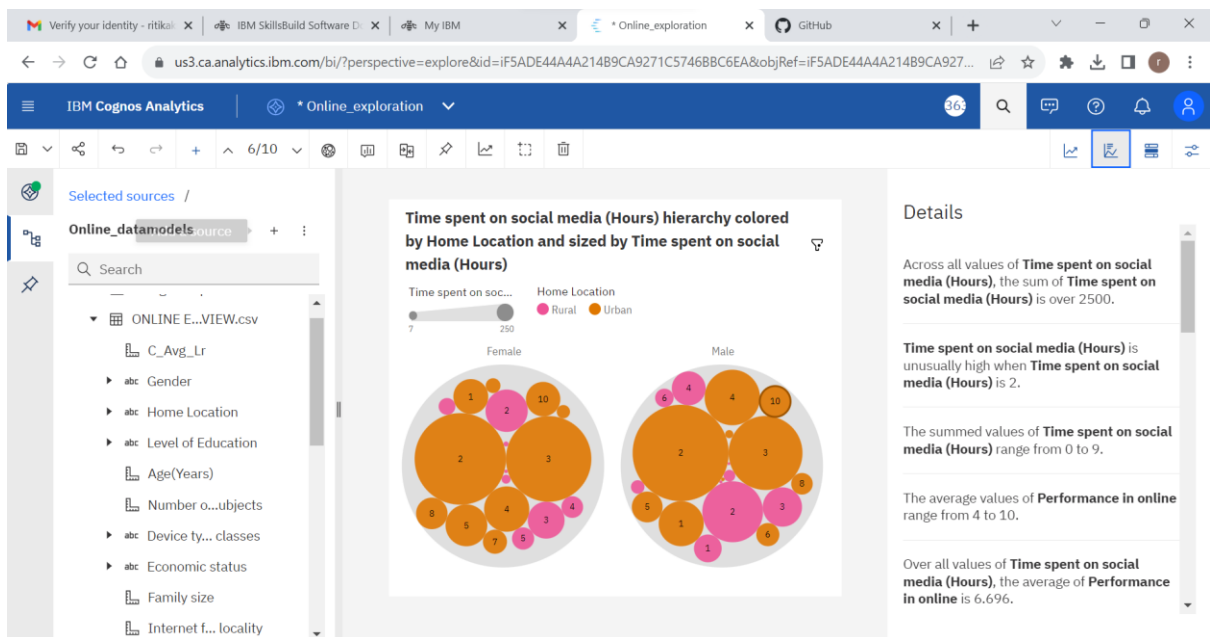 Verify your identity - ritika
IBM SkillsBuild Software D
My IBM
* Online_exploration
GitHub
us3.ca.analytics.ibm.com/bi/?perspective=explore&id=iF5ADE44A4A214B9CA9271C5746BBC6EA&objRef=iF5ADE44A4A214B9CA927...
r
IBM Cognos Analytics
* Online_exploration
363
6/10
Selected sources /
Online_datamodels
Search
ONLINE E...VIEW.csv
C_Avg_Lr
abc Gender
abc Home Location
abc Level of Education
Age(Years)
Number o...ubjects
abc Device ty... classes
abc Economic status
Family size
Internet f... locality
Time spent on social media (Hours) hierarchy colored
by Home Location and sized by Time spent on social
media (Hours)
Time spent on soc...
7 250
Home Location
Rural Urban
Female
1
2
10
2
3
8
5
4
3
4
7
5
Male
6
4
4
10
2
3
8
5
1
2
3
6
1
Details
Across all values of Time spent on social
media (Hours), the sum of Time spent on
social media (Hours) is over 2500.
Time spent on social media (Hours) is
unusually high when Time spent on social
media (Hours) is 2.
The summed values of Time spent on social
media (Hours) range from 0 to 9.
The average values of Performance in online
range from 4 to 10.
Over all values of Time spent on social
media (Hours), the average of Performance
in online is 6.696.